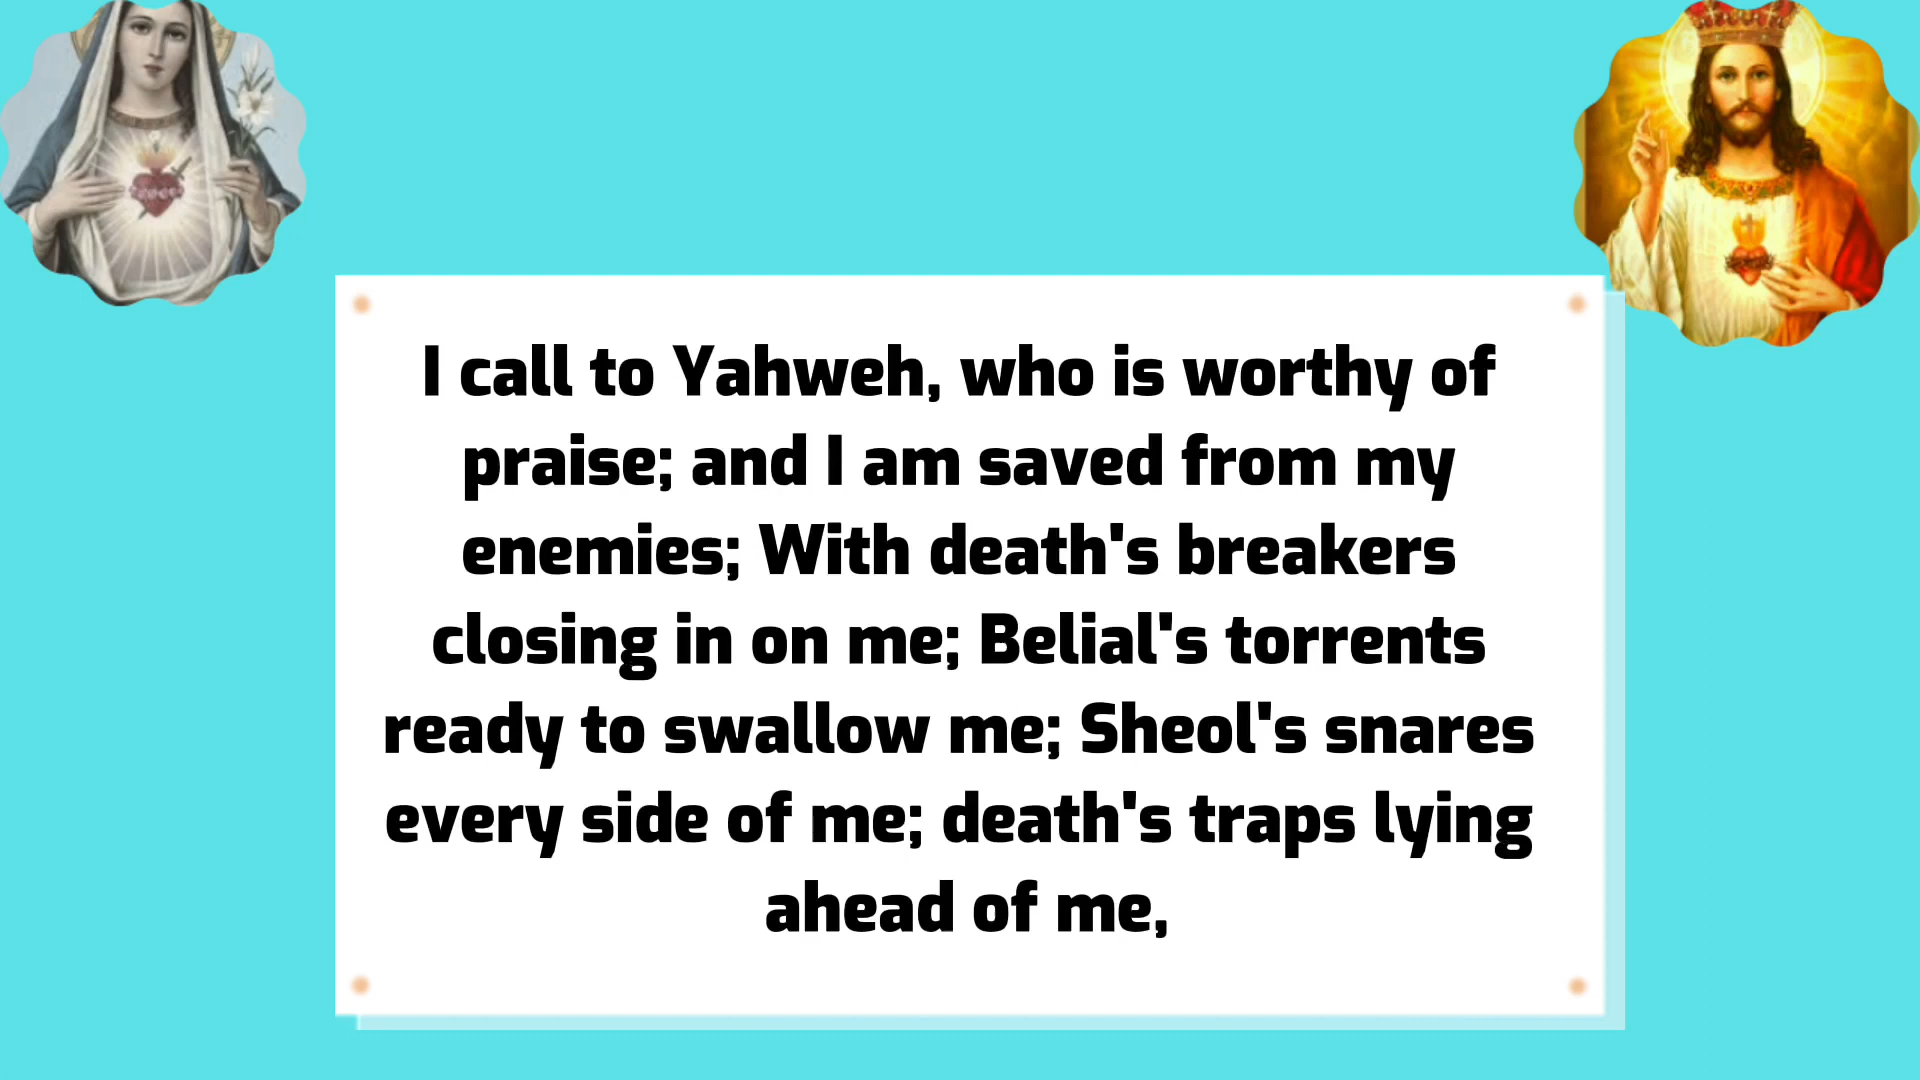 I call to Yahweh, who is worthy of
praise; and I am saved from my
enemies; With death's breakers
closing in on me; Belial's torrents
ready to swallow me; Sheol's snares
every side of me; death's traps lying
ahead of me,